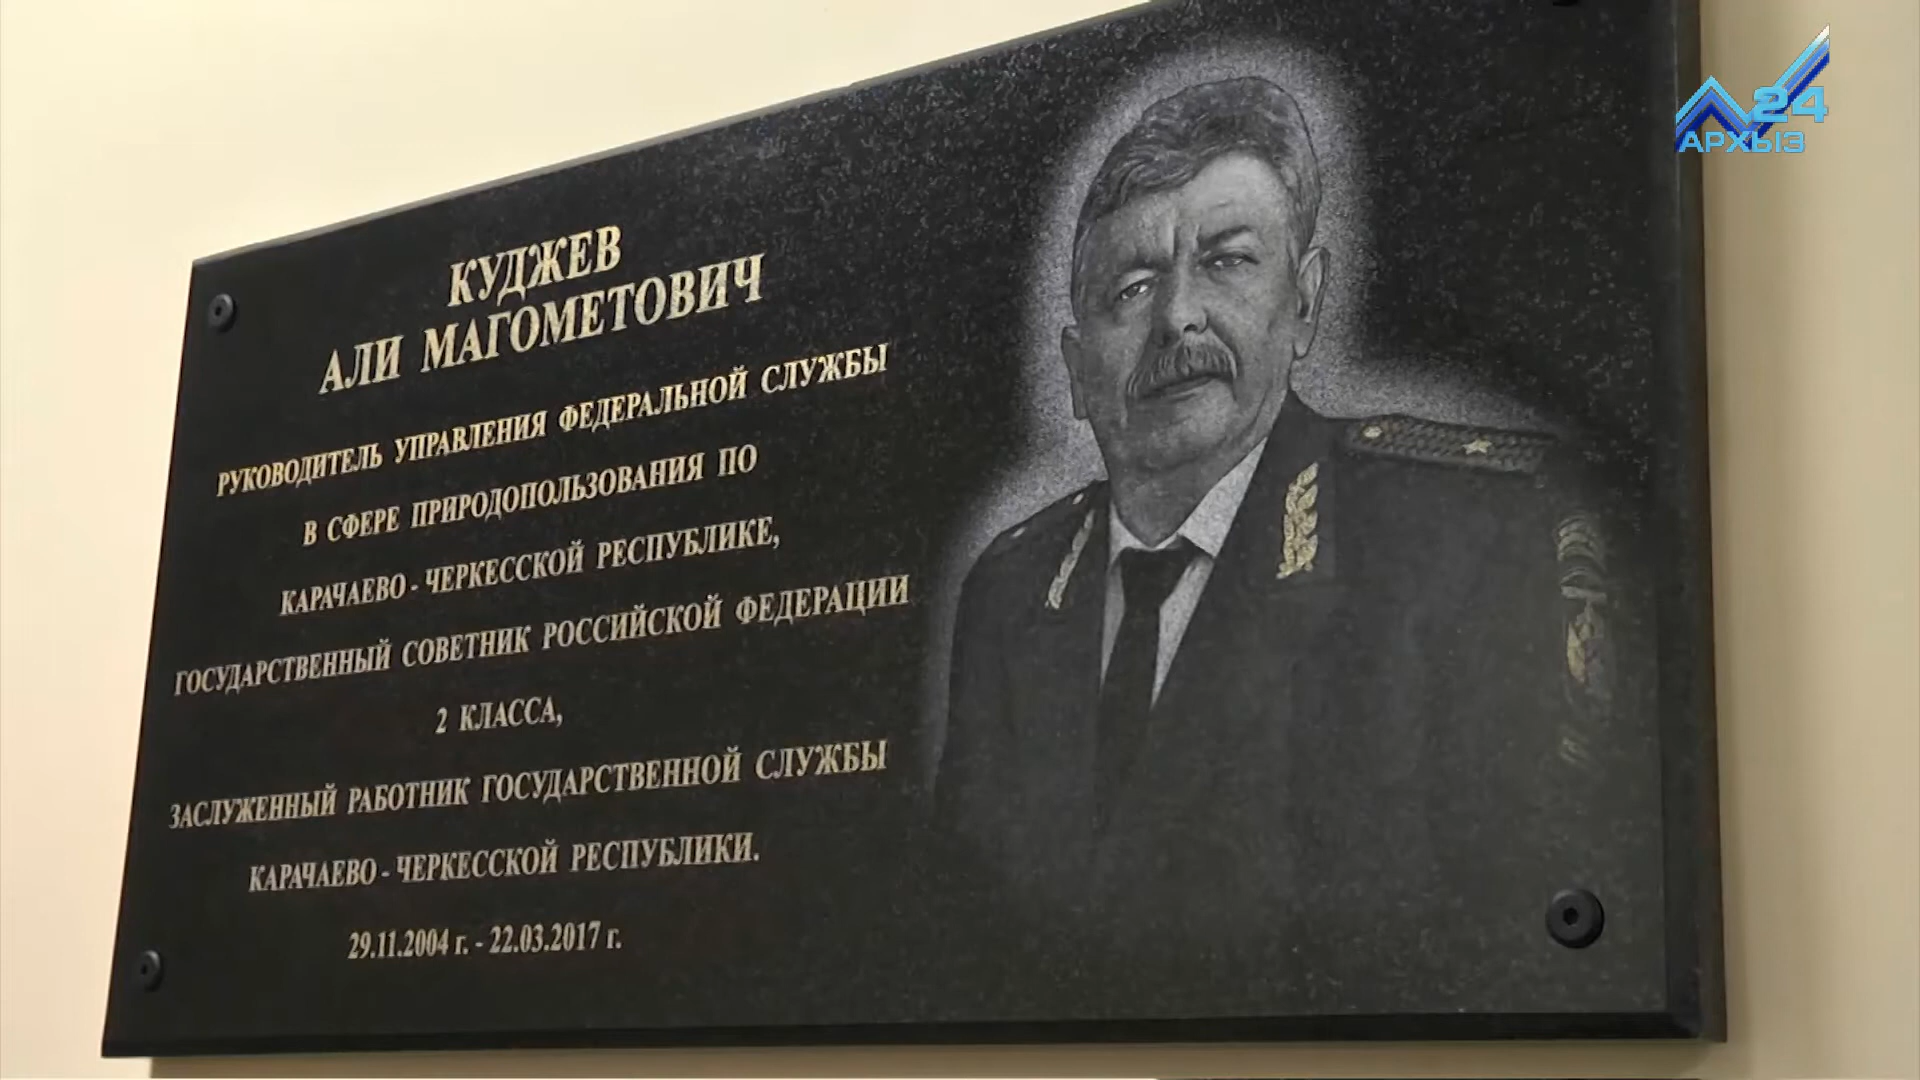 КУДЖЕВ
АЛИ МАГОМЕТОВИЧ
РУКОВОДИТЕЛЬ УПРАВЛЕНИЯ ФЕДЕРАЛЬНОЙ СЛУЖБЫ
В СФЕРЕ ПРИРОДОПОЛЬЗОВАНИЯ ПО
КАРАЧАЕВО - ЧЕРКЕССКОЙ РЕСПУБЛИКЕ,
ГОСУДАРСТВЕННЫЙ СОВЕТНИК РОССИЙСКОЙ ФЕДЕРАЦИИ
2 КЛАССА,
ЗАСЛУЖЕННЫЙ РАБОТНИК ГОСУДАРСТВЕННОЙ СЛУЖБЫ
КАРАЧАЕВО - ЧЕРКЕССКОЙ РЕСПУБЛИКИ.
29.11.2004 г. - 22.03.2017 г.
24
АРХЫЗ